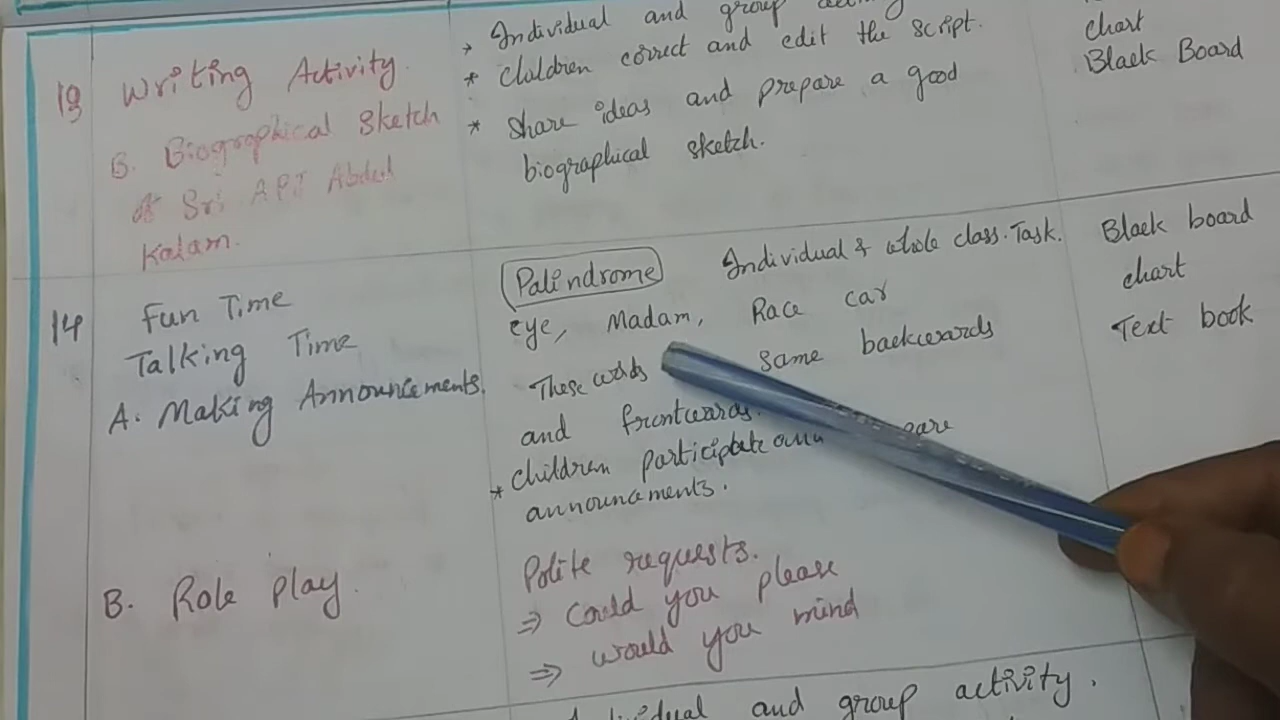 Individual and group
chart
19 Writing Activity.
* Children correct and edit the script.
Black Board
B. Biographical Sketch
* Share ideas and prepare a good
of Sri APJ Abdul
biographical sketch.
Kalam.
14 Fun Time
Palindrome Individual & whole class. Task.
Black board
Talking Time
eye, Madam, Race car
chart
A. Making Announcements.
These words same backwards
Text book
and frontwards.
* children participate
announcements.
B. Role play.
Polite requests.
⇒ Could you please
⇒ would you mind
and group activity.